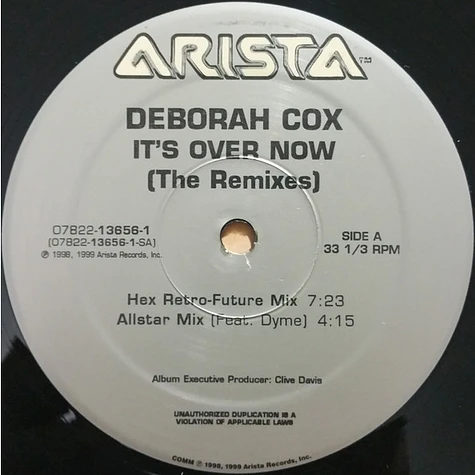 ARISTA™
DEBORAH COX
IT'S OVER NOW
(The Remixes)
07822-13656-1
(07822-13656-1-SA)
℗ 1998, 1999 Arista Records, Inc.
SIDE A
33 1/3 RPM
Hex Retro-Future Mix 7:23
Allstar Mix (Feat. Dyme) 4:15
Album Executive Producer: Clive Davis
UNAUTHORIZED DUPLICATION IS A
VIOLATION OF APPLICABLE LAWS
COMM ℗ 1998, 1999 Arista Records, Inc.